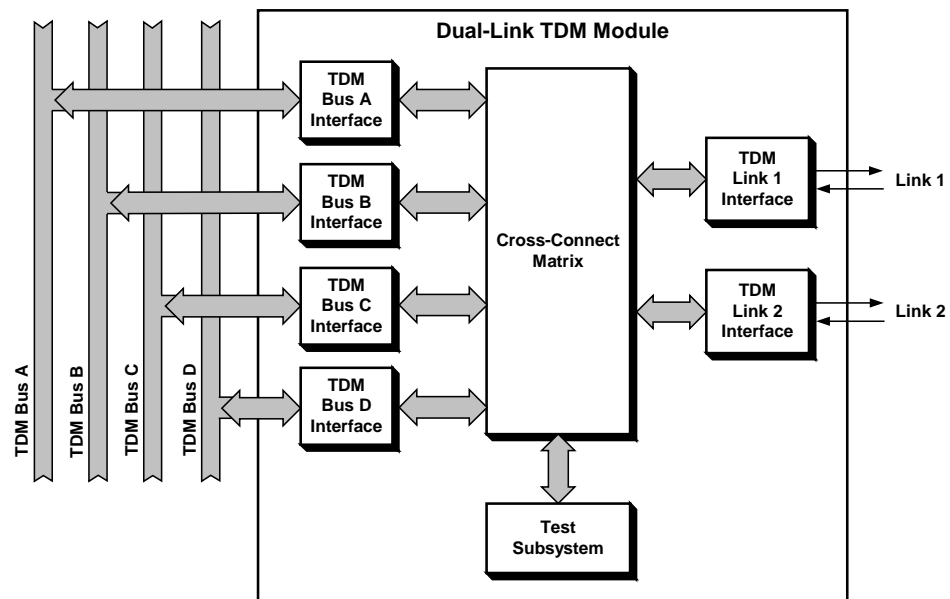 Dual-Link TDM Module
TDM
Bus A
Interface
TDM
Bus B
Interface
TDM
Bus C
Interface
TDM
Bus D
Interface
Cross-Connect
Matrix
TDM
Link 1
Interface
Link 1
TDM
Link 2
Interface
Link 2
TDM Bus A
TDM Bus B
TDM Bus C
TDM Bus D
Test
Subsystem